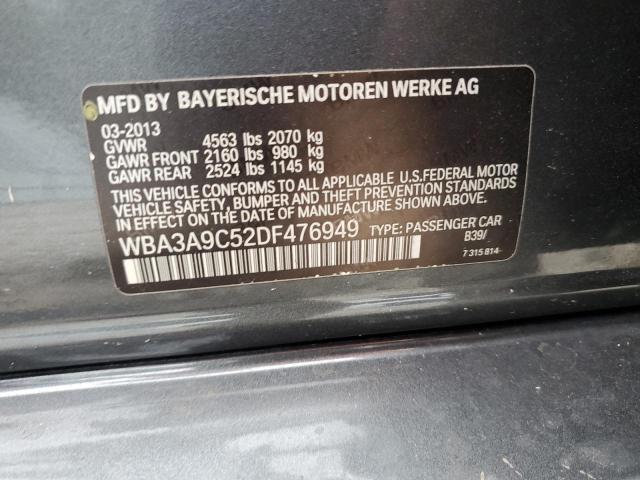 MFD BY BAYERISCHE MOTOREN WERKE AG
03-2013
GVWR 4563 lbs 2070 kg
GAWR FRONT 2160 lbs 980 kg
GAWR REAR 2524 lbs 1145 kg
THIS VEHICLE CONFORMS TO ALL APPLICABLE U.S.FEDERAL MOTOR
VEHICLE SAFETY, BUMPER AND THEFT PREVENTION STANDARDS
IN EFFECT ON THE DATE OF MANUFACTURE SHOWN ABOVE.
WBA3A9C52DF476949 TYPE: PASSENGER CAR
B39/
7 315 814